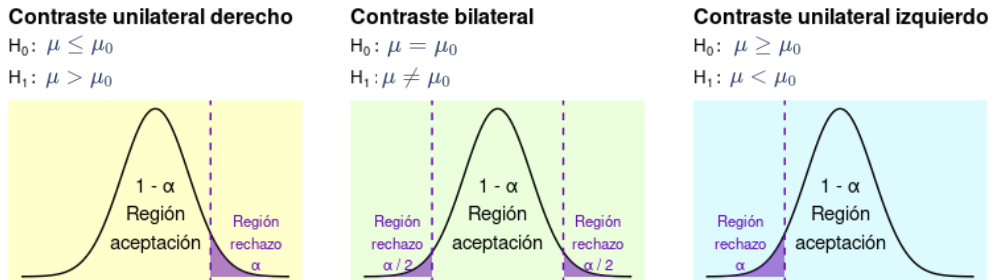 Contraste unilateral derecho
H₀: μ ≤ μ₀
H₁: μ > μ₀
1 - α
Región
aceptación
Región
rechazo
α
Contraste bilateral
H₀: μ = μ₀
H₁: μ ≠ μ₀
Región
rechazo
α / 2
1 - α
Región
aceptación
Región
rechazo
α / 2
Contraste unilateral izquierdo
H₀: μ ≥ μ₀
H₁: μ < μ₀
Región
rechazo
α
1 - α
Región
aceptación